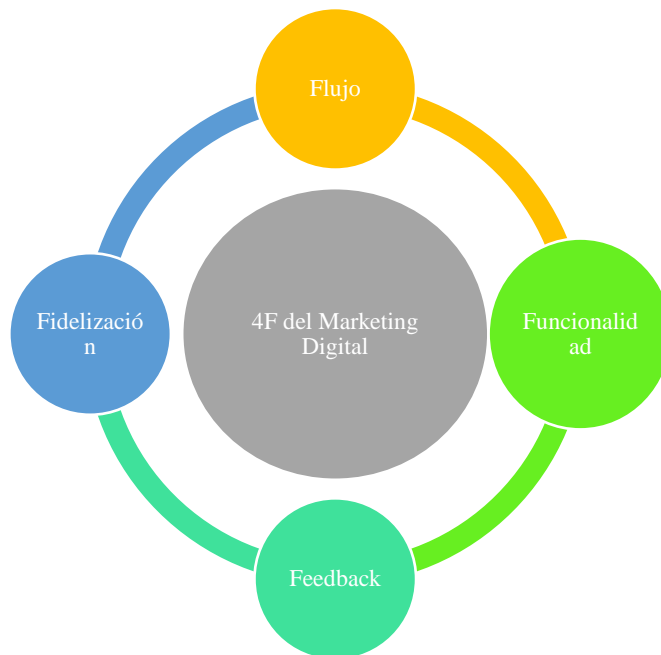 Flujo
Fidelizació
n
4F del Marketing
Digital
Funcionalid
ad
Feedback